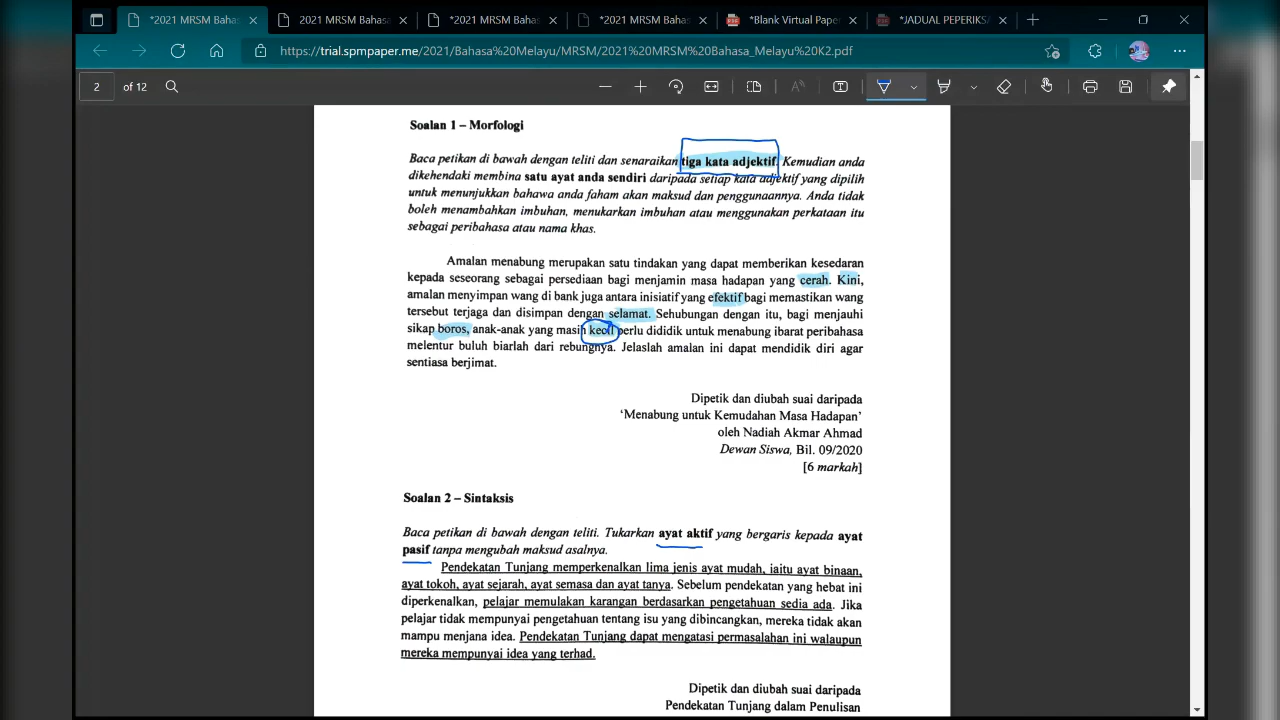 *2021 MRSM Bahas
2021 MRSM Bahasa
*2021 MRSM Bahas
*2021 MRSM Bahas
*Blank Virtual Pape
*JADUAL PEPERIKSA
https://trial.spmpaper.me/2021/Bahasa%20Melayu/MRSM/2021%20MRSM%20Bahasa_Melayu%20K2.pdf
2 of 12
Soalan 1 – Morfologi
Baca petikan di bawah dengan teliti dan senaraikan tiga kata adjektif. Kemudian anda
dikehendaki membina satu ayat anda sendiri daripada setiap kata adjektif yang dipilih
untuk menunjukkan bahawa anda faham akan maksud dan penggunaannya. Anda tidak
boleh menambahkan imbuhan, menukarkan imbuhan atau menggunakan perkataan itu
sebagai peribahasa atau nama khas.
Amalan menabung merupakan satu tindakan yang dapat memberikan kesedaran
kepada seseorang sebagai persediaan bagi menjamin masa hadapan yang cerah. Kini,
amalan menyimpan wang di bank juga antara inisiatif yang efektif bagi memastikan wang
tersebut terjaga dan disimpan dengan selamat. Sehubungan dengan itu, bagi menjauhi
sikap boros, anak-anak yang masih kecil perlu dididik untuk menabung ibarat peribahasa
melentur buluh biarlah dari rebungnya. Jelaslah amalan ini dapat mendidik diri agar
sentiasa berjimat.
Dipetik dan diubah suai daripada
‘Menabung untuk Kemudahan Masa Hadapan’
oleh Nadiah Akmar Ahmad
Dewan Siswa, Bil. 09/2020
[6 markah]
Soalan 2 – Sintaksis
Baca petikan di bawah dengan teliti. Tukarkan ayat aktif yang bergaris kepada ayat
pasif tanpa mengubah maksud asalnya.
Pendekatan Tunjang memperkenalkan lima jenis ayat mudah, iaitu ayat binaan,
ayat tokoh, ayat sejarah, ayat semasa dan ayat tanya. Sebelum pendekatan yang hebat ini
diperkenalkan, pelajar memulakan karangan berdasarkan pengetahuan sedia ada. Jika
pelajar tidak mempunyai pengetahuan tentang isu yang dibincangkan, mereka tidak akan
mampu menjana idea. Pendekatan Tunjang dapat mengatasi permasalahan ini walaupun
mereka mempunyai idea yang terhad.
Dipetik dan diubah suai daripada
Pendekatan Tunjang dalam Penulisan